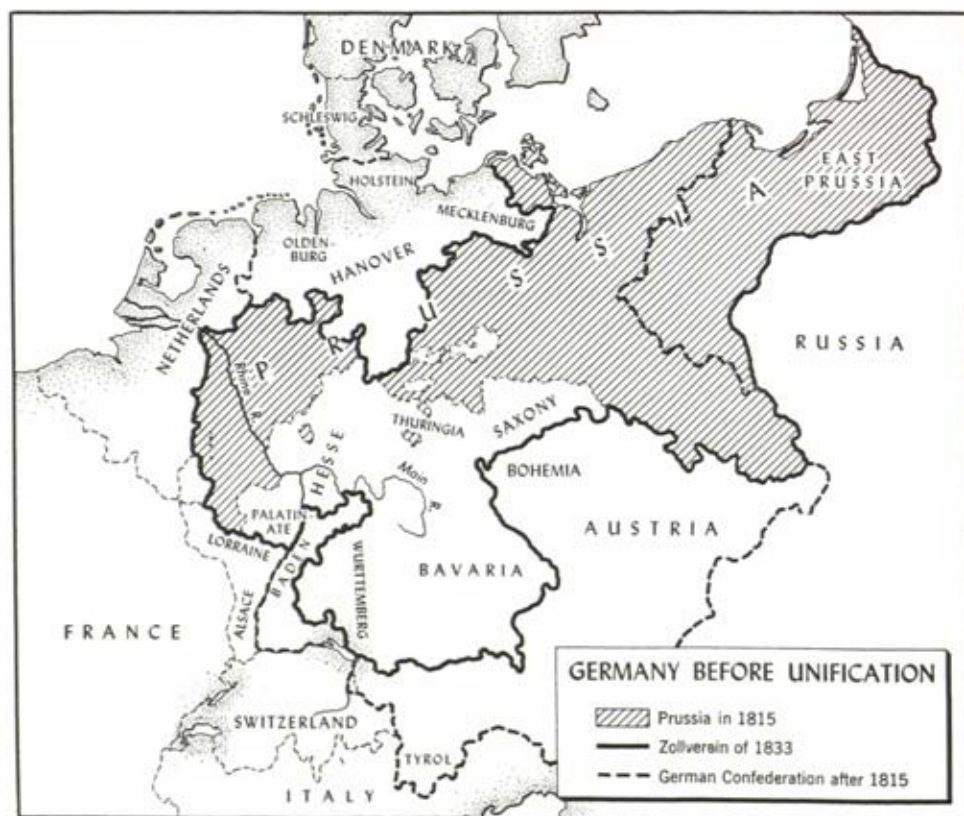 DENMARK
SCHLESWIG
HOLSTEIN
MECKLENBURG
EAST
PRUSSIA
OLDEN-
BURG
HANOVER
NETHERLANDS
PRUSSIA
RUSSIA
Rhine R.
HESSE
THURINGIA
SAXONY
Main R.
BOHEMIA
PALATIN-
ATE
AUSTRIA
LORRAINE
BADEN
WURTTEMBERG
BAVARIA
ALSACE
FRANCE
SWITZERLAND
TYROL
ITALY
GERMANY BEFORE UNIFICATION
Prussia in 1815
Zollverein of 1833
German Confederation after 1815